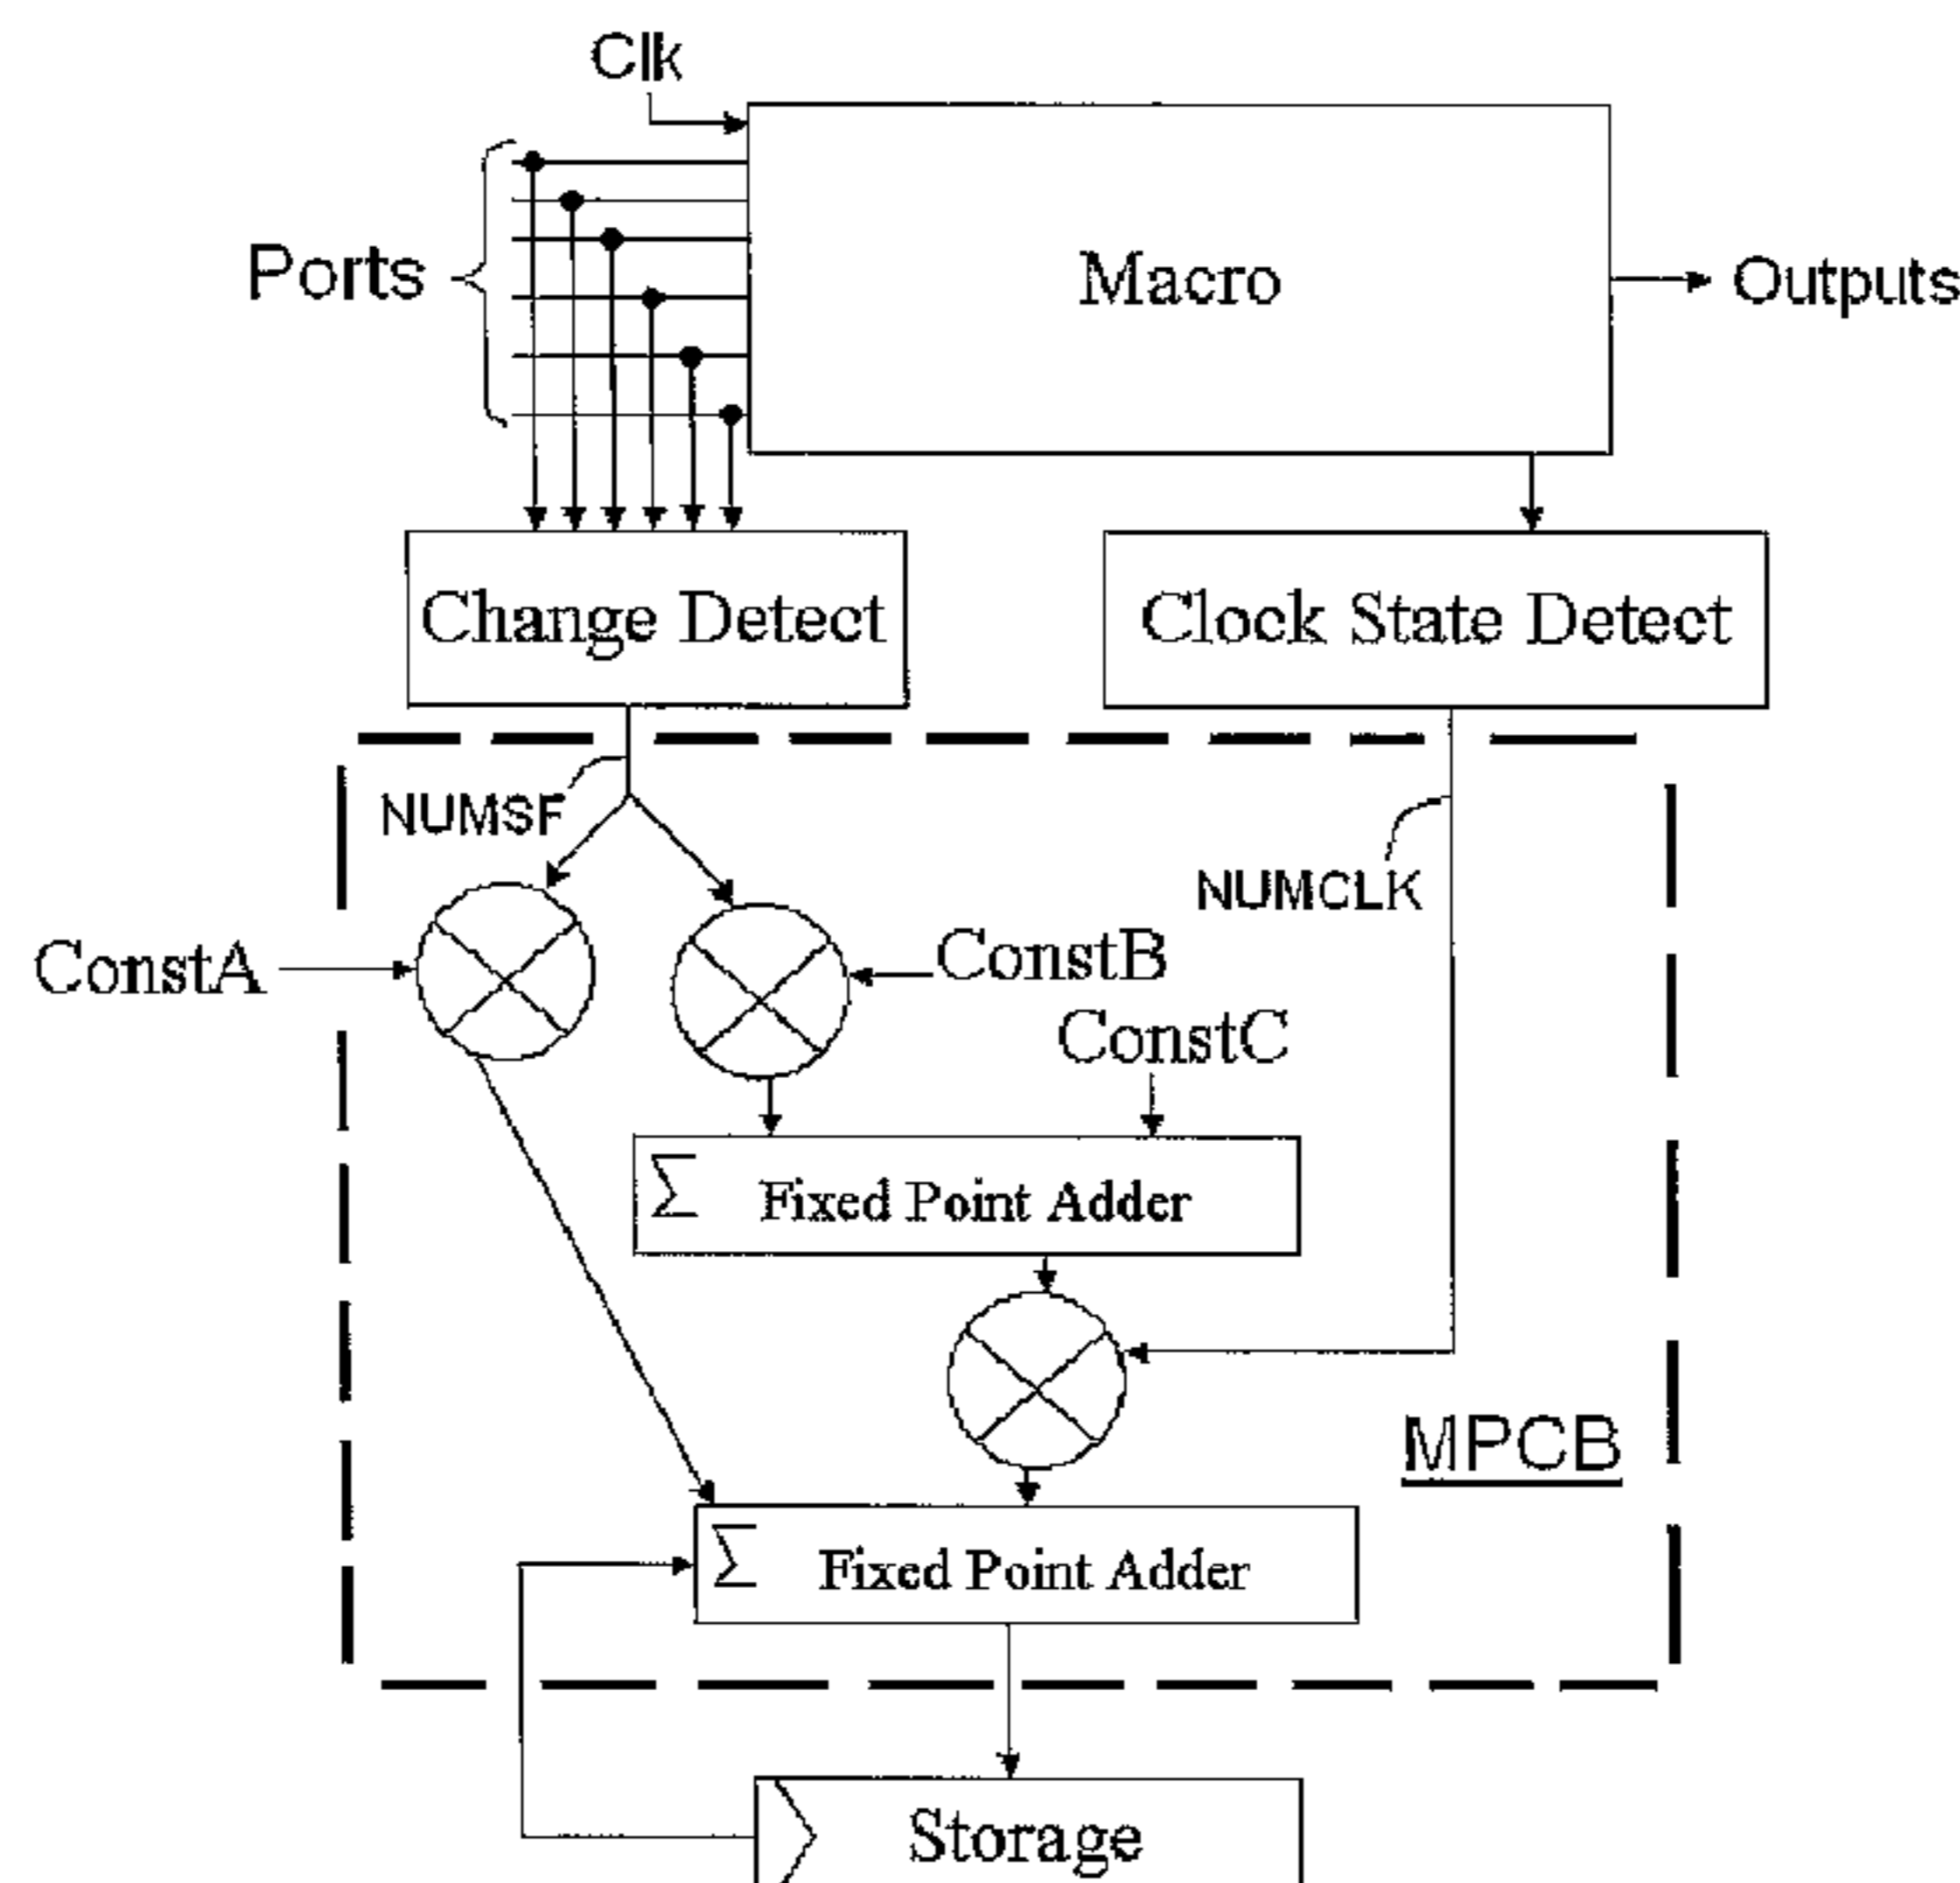 Clk
Ports
Macro
Outputs
Change Detect
Clock State Detect
NUMSF
NUMCLK
ConstA
ConstB
ConstC
Σ Fixed Point Adder
MPCB
Σ Fixed Point Adder
Storage